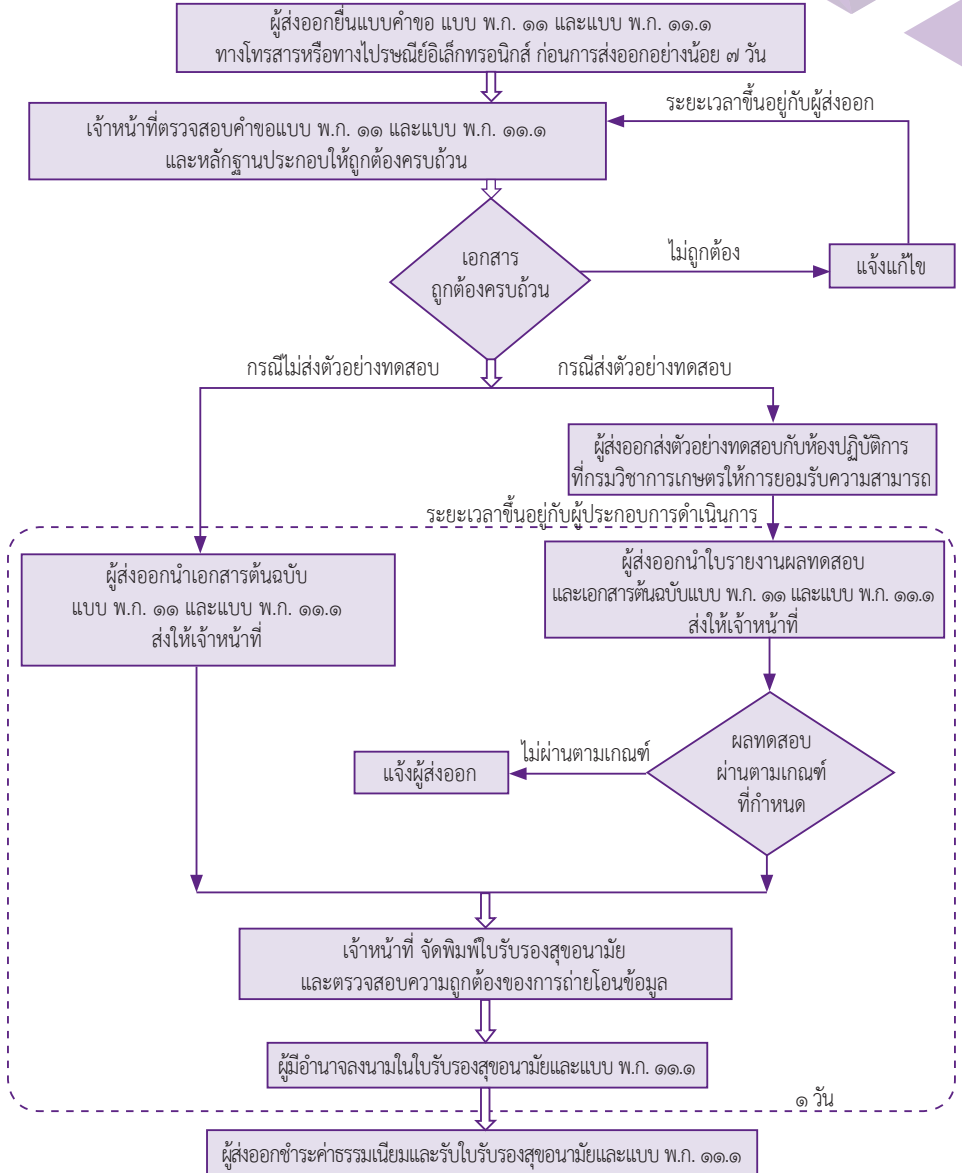 ผู้ส่งออกยื่นแบบคำขอ แบบ พ.ก. ๑๑ และแบบ พ.ก. ๑๑.๑
ทางโทรสารหรือทางไปรษณีย์อิเล็กทรอนิกส์ ก่อนการส่งออกอย่างน้อย ๗ วัน
ระยะเวลาขึ้นอยู่กับผู้ส่งออก
เจ้าหน้าที่ตรวจสอบคำขอแบบ พ.ก. ๑๑ และแบบ พ.ก. ๑๑.๑
และหลักฐานประกอบให้ถูกต้องครบถ้วน
เอกสาร
ถูกต้องครบถ้วน
ไม่ถูกต้อง
แจ้งแก้ไข
กรณีไม่ส่งตัวอย่างทดสอบ
กรณีส่งตัวอย่างทดสอบ
ผู้ส่งออกส่งตัวอย่างทดสอบกับห้องปฏิบัติการ
ที่กรมวิชาการเกษตรให้การยอมรับความสามารถ
ระยะเวลาขึ้นอยู่กับผู้ประกอบการดำเนินการ
ผู้ส่งออกนำเอกสารต้นฉบับ
แบบ พ.ก. ๑๑ และแบบ พ.ก. ๑๑.๑
ส่งให้เจ้าหน้าที่
ผู้ส่งออกนำใบรายงานผลทดสอบ
และเอกสารต้นฉบับแบบ พ.ก. ๑๑ และแบบ พ.ก. ๑๑.๑
ส่งให้เจ้าหน้าที่
ผลทดสอบ
ผ่านตามเกณฑ์
ที่กำหนด
ไม่ผ่านตามเกณฑ์
แจ้งผู้ส่งออก
เจ้าหน้าที่ จัดพิมพ์ใบรับรองสุขอนามัย
และตรวจสอบความถูกต้องของการถ่ายโอนข้อมูล
ผู้มีอำนาจลงนามในใบรับรองสุขอนามัยและแบบ พ.ก. ๑๑.๑
๑ วัน
ผู้ส่งออกชำระค่าธรรมเนียมและรับใบรับรองสุขอนามัยและแบบ พ.ก. ๑๑.๑